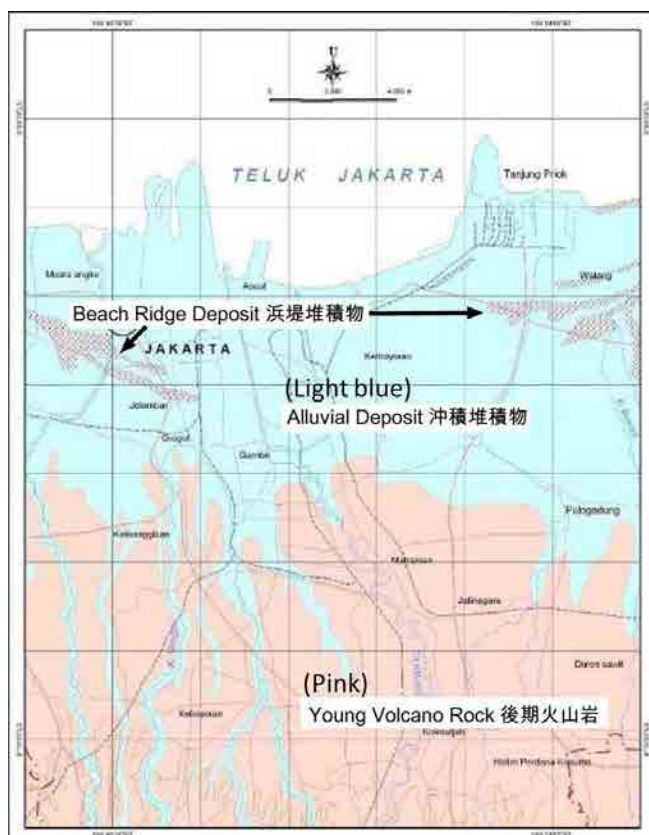 U
TELUK JAKARTA
Tanjung Priok
Muara angke
Ancol
Walang
Beach Ridge Deposit 浜堤堆積物
JAKARTA
Kemayoran
(Light blue)
Alluvial Deposit 沖積堆積物
Jelambar
Grogol
Gambir
Pulogadung
Kemanggisan
Matraman
Jatinegara
Duren sawit
(Pink)
Young Volcano Rock 後期火山岩
Kebayoran
Halim Perdana Kusuma